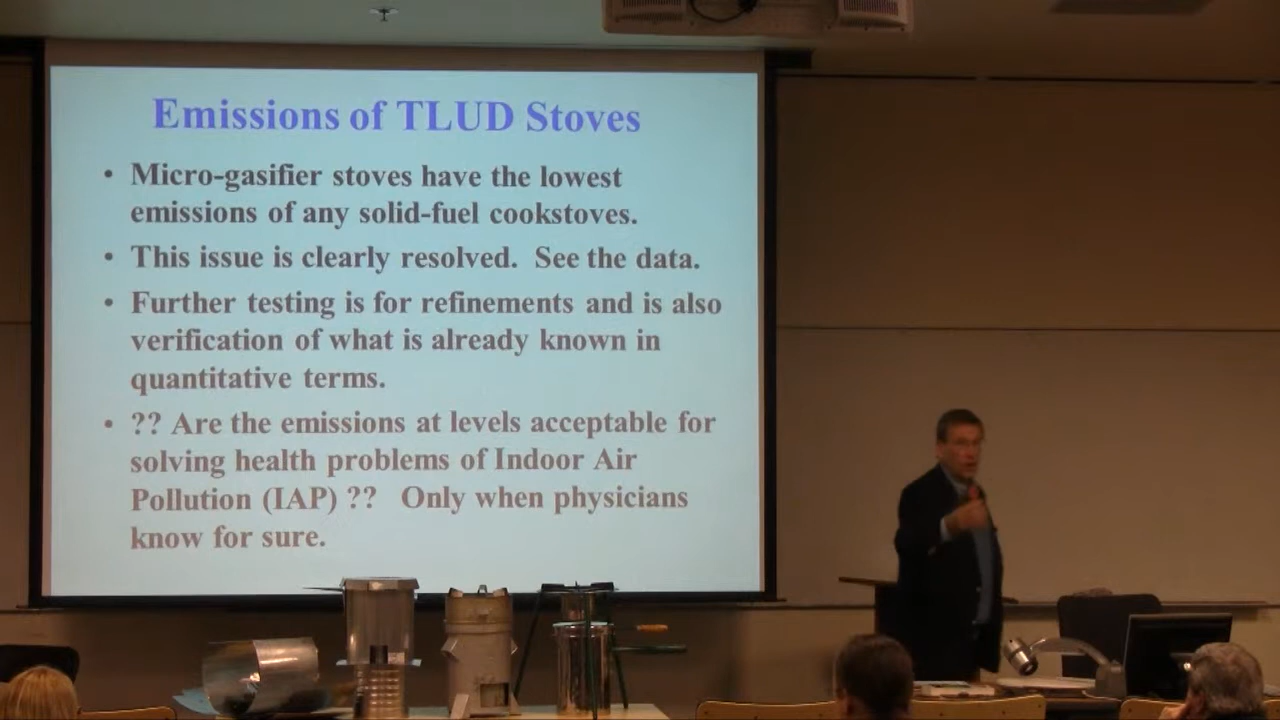 Emissions of TLUD Stoves
• Micro-gasifier stoves have the lowest
emissions of any solid-fuel cookstoves.
• This issue is clearly resolved. See the data.
• Further testing is for refinements and is also
verification of what is already known in
quantitative terms.
• ?? Are the emissions at levels acceptable for
solving health problems of Indoor Air
Pollution (IAP) ?? Only when physicians
know for sure.